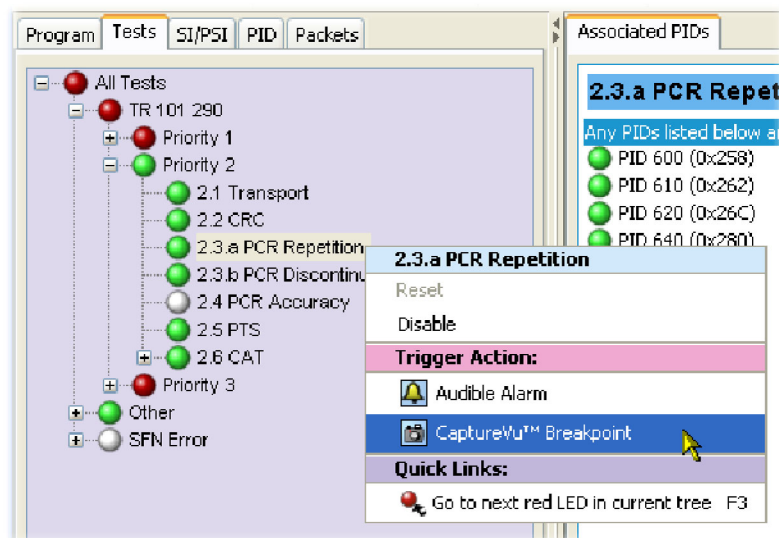 Program Tests SI/PSI PID Packets
All Tests
TR 101 290
Priority 1
Priority 2
2.1 Transport
2.2 CRC
2.3.a PCR Repetition
2.3.b PCR Discontinu
2.4 PCR Accuracy
2.5 PTS
2.6 CAT
Priority 3
Other
SFN Error
Associated PIDs
2.3.a PCR Repet
Any PIDs listed below a
PID 600 (0x258)
PID 610 (0x262)
PID 620 (0x26C)
PID 640 (0x280)
2.3.a PCR Repetition
Reset
Disable
Trigger Action:
Audible Alarm
CaptureVu™ Breakpoint
Quick Links:
Go to next red LED in current tree F3